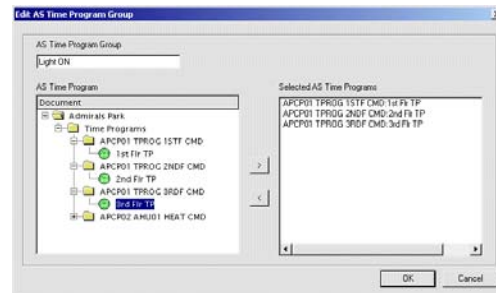 Edit AS Time Program Group
AS Time Program Group
Light ON
AS Time Program
Document
Admirals Park
Time Programs
APCP01 TPROG 1STF CMD
1st Flr TP
APCP01 TPROG 2NDF CMD
2nd Flr TP
APCP01 TPROG 3RDF CMD
3rd Flr TP
APCP02 AHU01 HEAT CMD
>
<
Selected AS Time Programs
APCP01 TPROG 1STF CMD:1st Flr TP
APCP01 TPROG 2NDF CMD:2nd Flr TP
APCP01 TPROG 3RDF CMD:3rd Flr TP
OK
Cancel